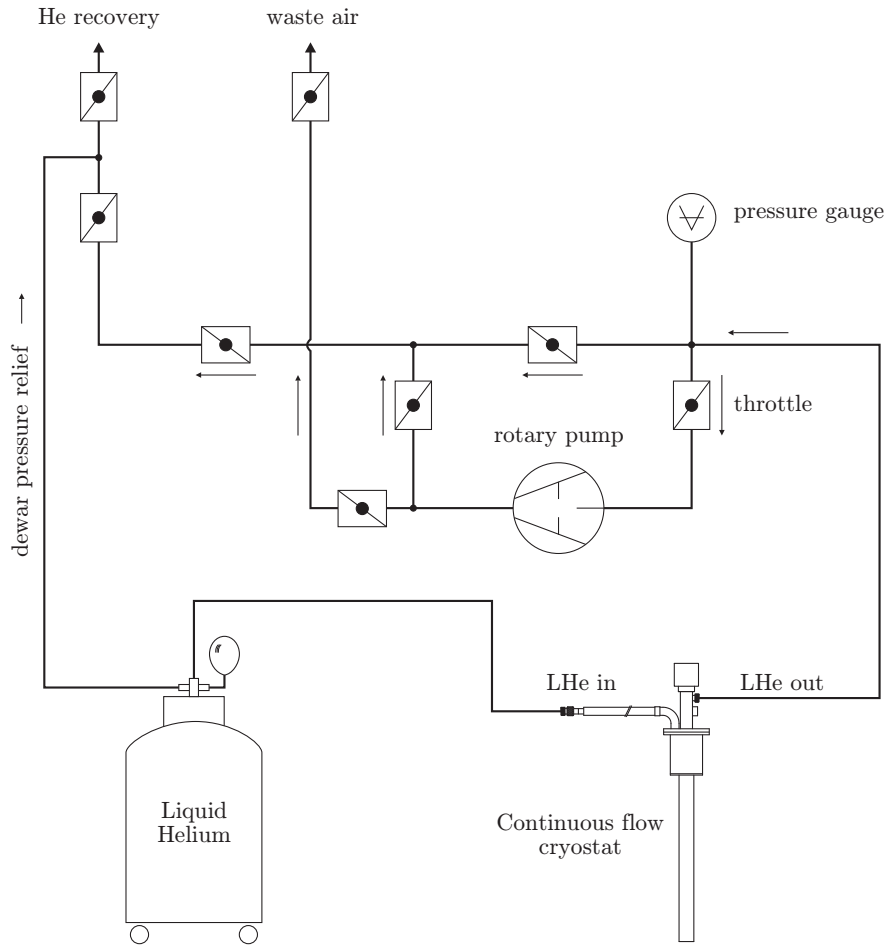 He recovery
waste air
pressure gauge
dewar pressure relief
throttle
rotary pump
LHe in
LHe out
Liquid
Helium
Continuous flow
cryostat